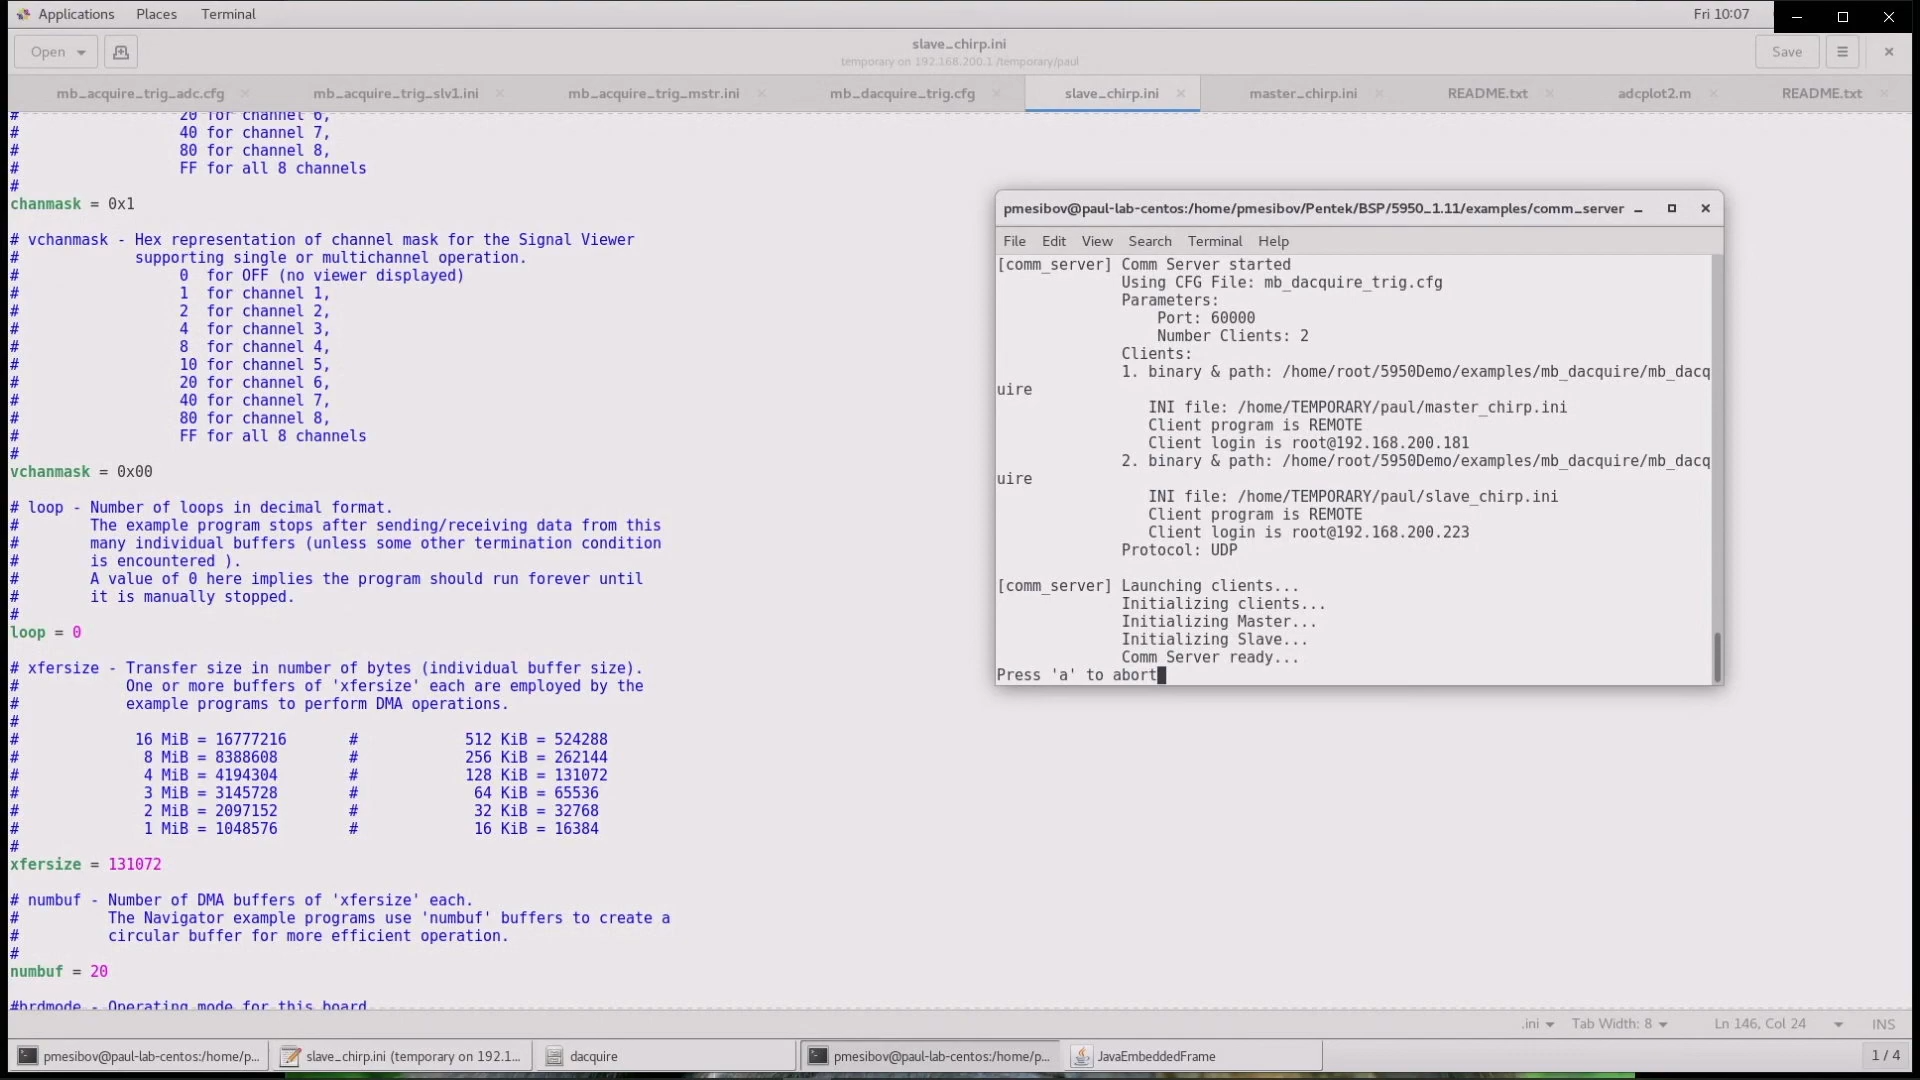 Applications Places Terminal Fri 10:07
Open slave_chirp.ini Save
temporary on 192.168.200.1 /temporary/paul
mb_acquire_trig_adc.cfg mb_acquire_trig_slv1.ini mb_acquire_trig_mstr.ini mb_dacquire_trig.cfg slave_chirp.ini master_chirp.ini README.txt adcplot2.m README.txt
# 20 for channel 6,
# 40 for channel 7,
# 80 for channel 8,
# FF for all 8 channels
#
chanmask = 0x1
# vchanmask - Hex representation of channel mask for the Signal Viewer
# supporting single or multichannel operation.
# 0 for OFF (no viewer displayed)
# 1 for channel 1,
# 2 for channel 2,
# 4 for channel 3,
# 8 for channel 4,
# 10 for channel 5,
# 20 for channel 6,
# 40 for channel 7,
# 80 for channel 8,
# FF for all 8 channels
#
vchanmask = 0x00
# loop - Number of loops in decimal format.
# The example program stops after sending/receiving data from this
# many individual buffers (unless some other termination condition
# is encountered ).
# A value of 0 here implies the program should run forever until
# it is manually stopped.
#
loop = 0
# xfersize - Transfer size in number of bytes (individual buffer size).
# One or more buffers of 'xfersize' each are employed by the
# example programs to perform DMA operations.
#
# 16 MiB = 16777216 # 512 KiB = 524288
# 8 MiB = 8388608 # 256 KiB = 262144
# 4 MiB = 4194304 # 128 KiB = 131072
# 3 MiB = 3145728 # 64 KiB = 65536
# 2 MiB = 2097152 # 32 KiB = 32768
# 1 MiB = 1048576 # 16 KiB = 16384
#
xfersize = 131072
# numbuf - Number of DMA buffers of 'xfersize' each.
# The Navigator example programs use 'numbuf' buffers to create a
# circular buffer for more efficient operation.
#
numbuf = 20
#brdmode - Operating mode for this board
pmesibov@paul-lab-centos:/home/pmesibov/Pentek/BSP/5950_1.11/examples/comm_server
File Edit View Search Terminal Help
[comm_server] Comm Server started
Using CFG File: mb_dacquire_trig.cfg
Parameters:
Port: 60000
Number Clients: 2
Clients:
1. binary & path: /home/root/5950Demo/examples/mb_dacquire/mb_dacq
uire
INI file: /home/TEMPORARY/paul/master_chirp.ini
Client program is REMOTE
Client login is root@192.168.200.181
2. binary & path: /home/root/5950Demo/examples/mb_dacquire/mb_dacq
uire
INI file: /home/TEMPORARY/paul/slave_chirp.ini
Client program is REMOTE
Client login is root@192.168.200.223
Protocol: UDP
[comm_server] Launching clients...
Initializing clients...
Initializing Master...
Initializing Slave...
Comm Server ready...
Press 'a' to abort
.ini Tab Width: 8 Ln 146, Col 24 INS
pmesibov@paul-lab-centos:/home/p... slave_chirp.ini (temporary on 192.1... dacquire pmesibov@paul-lab-centos:/home/p... JavaEmbeddedFrame 1 / 4